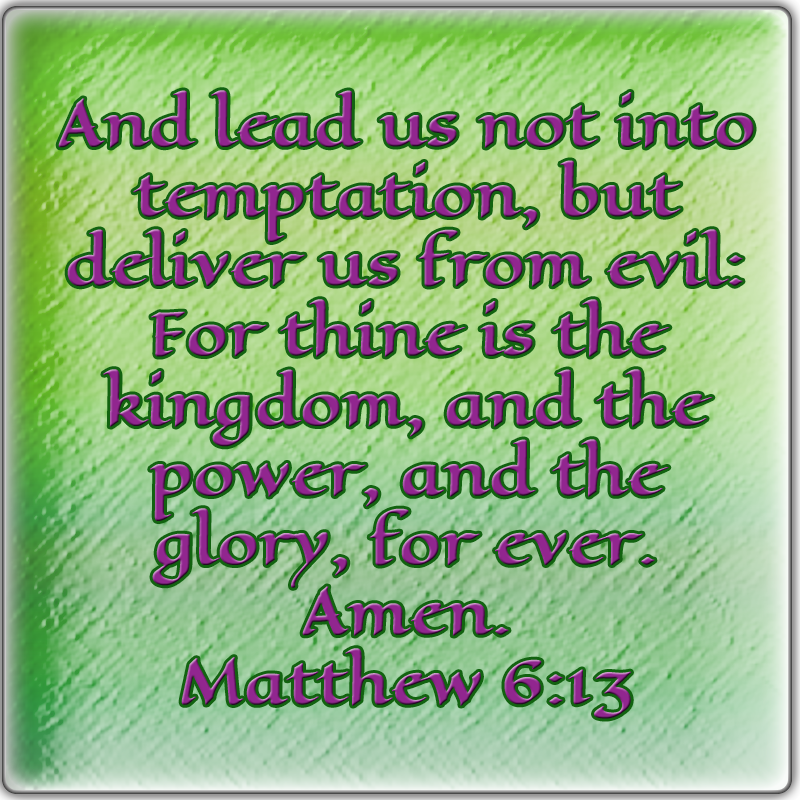 And lead us not into
temptation, but
deliver us from evil:
For thine is the
kingdom, and the
power, and the
glory, for ever.
Amen.
Matthew 6:13